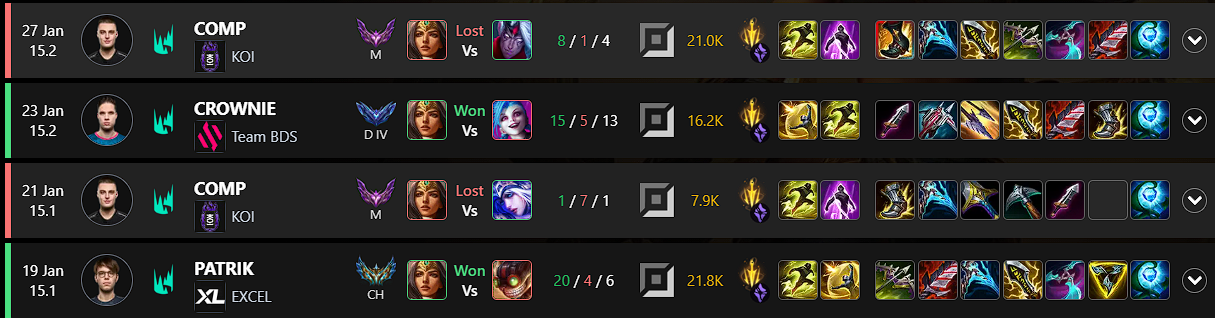 27 Jan
15.2
COMP
KOI
M
Lost
Vs
8 / 1 / 4
21.0K
23 Jan
15.2
CROWNIE
Team BDS
D IV
Won
Vs
15 / 5 / 13
16.2K
21 Jan
15.1
COMP
KOI
M
Lost
Vs
1 / 7 / 1
7.9K
19 Jan
15.1
PATRIK
XL
EXCEL
CH
Won
Vs
20 / 4 / 6
21.8K